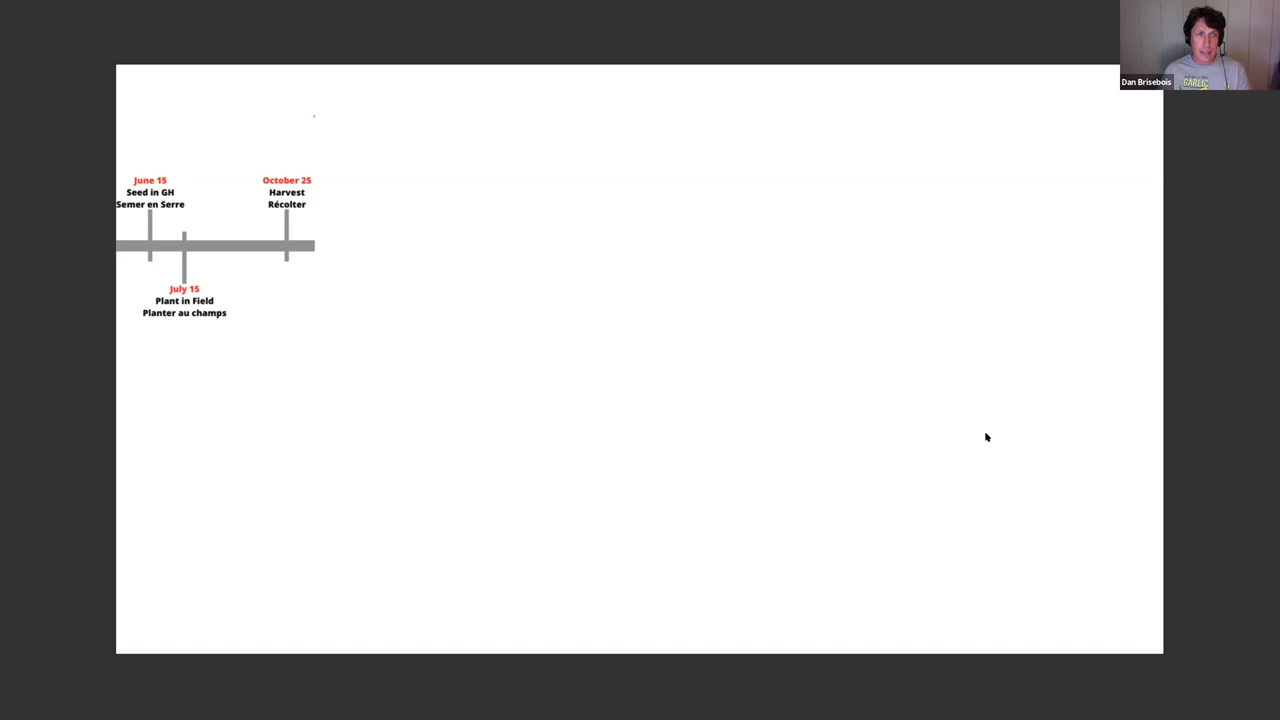 June 15
Seed in GH
Semer en Serre
October 25
Harvest
Récolter
July 15
Plant in Field
Planter au champs
Dan Brisebois
GARLIC